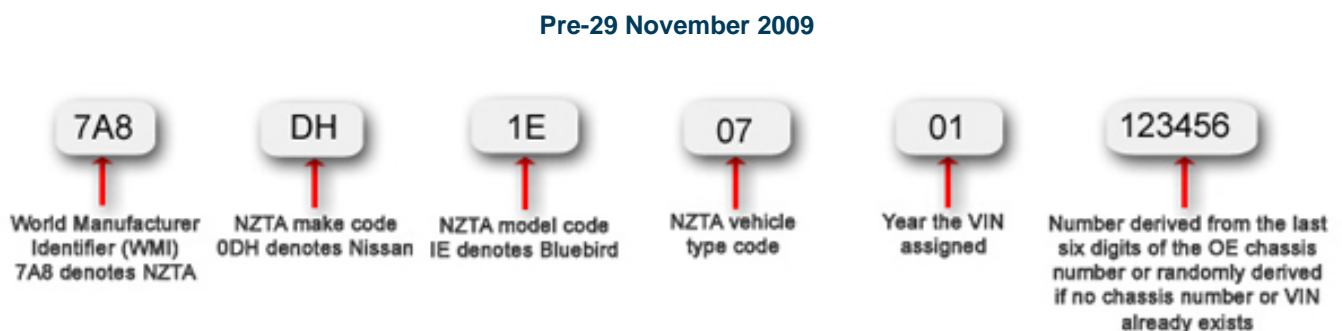 Pre-29 November 2009
7A8 DH 1E 07 01 123456
World Manufacturer
Identifier (WMI)
7A8 denotes NZTA
NZTA make code
0DH denotes Nissan
NZTA model code
IE denotes Bluebird
NZTA vehicle
type code
Year the VIN
assigned
Number derived from the last
six digits of the OE chassis
number or randomly derived
if no chassis number or VIN
already exists